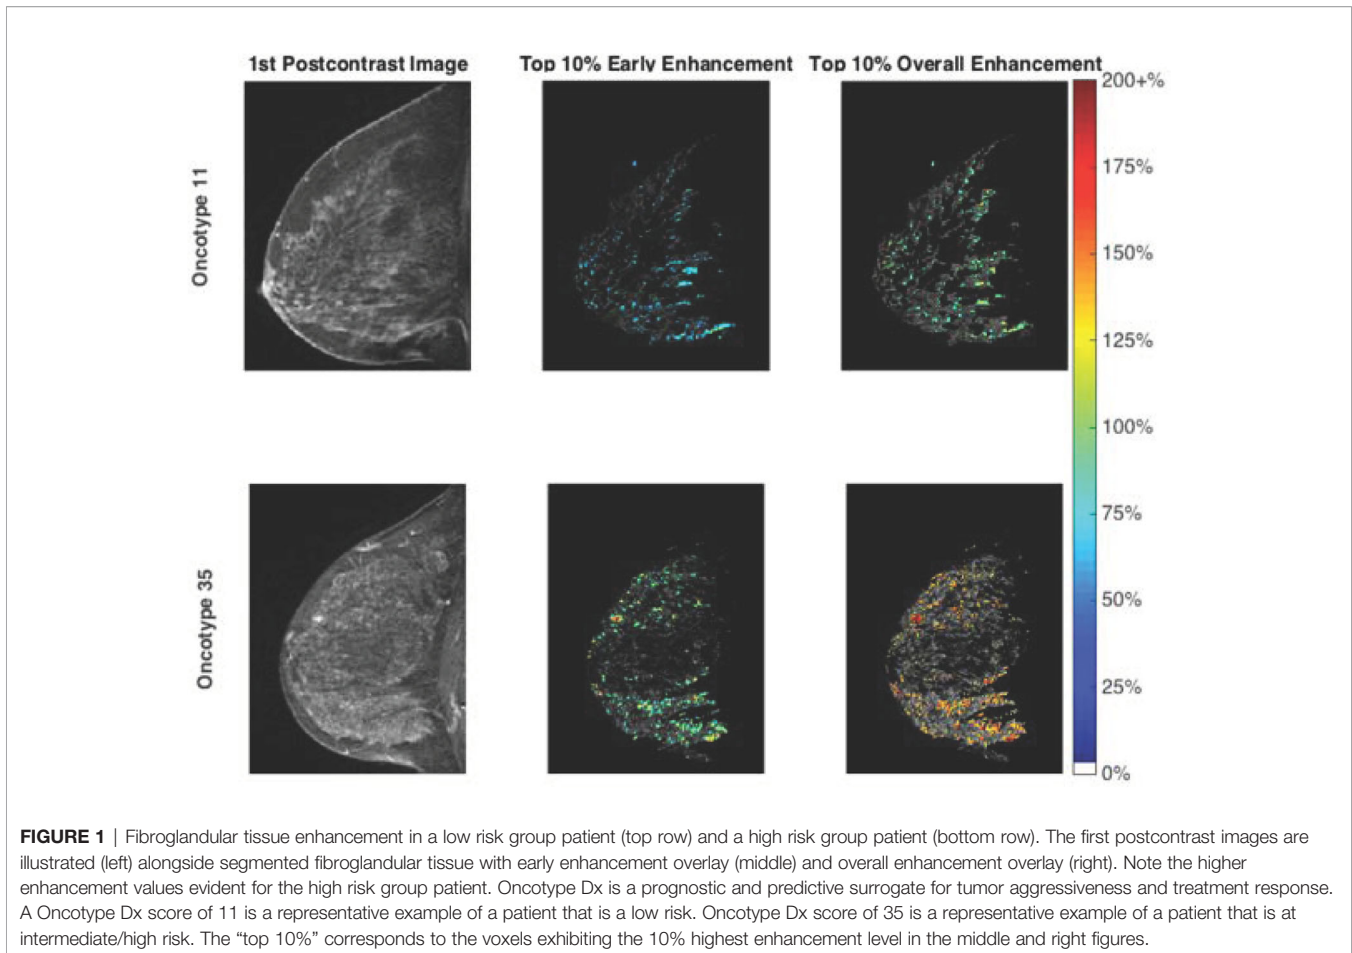 1st Postcontrast Image
Top 10% Early Enhancement
Top 10% Overall Enhancement
200+%
175%
150%
125%
100%
75%
50%
25%
0%
Oncotype 11
Oncotype 35
FIGURE 1 | Fibroglandular tissue enhancement in a low risk group patient (top row) and a high risk group patient (bottom row). The first postcontrast images are
illustrated (left) alongside segmented fibroglandular tissue with early enhancement overlay (middle) and overall enhancement overlay (right). Note the higher
enhancement values evident for the high risk group patient. Oncotype Dx is a prognostic and predictive surrogate for tumor aggressiveness and treatment response.
A Oncotype Dx score of 11 is a representative example of a patient that is a low risk. Oncotype Dx score of 35 is a representative example of a patient that is at
intermediate/high risk. The “top 10%” corresponds to the voxels exhibiting the 10% highest enhancement level in the middle and right figures.